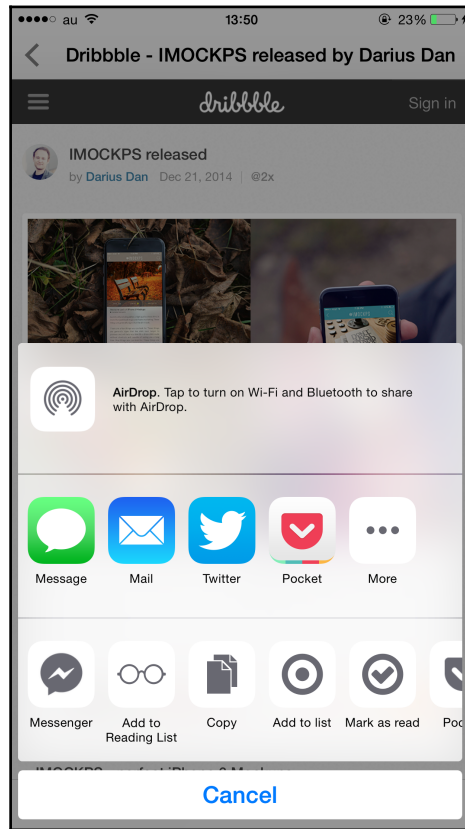 au 13:50 23%
Dribbble - IMOCKPS released by Darius Dan
dribbble Sign in
IMOCKPS released
by Darius Dan Dec 21, 2014 | @2x
AirDrop. Tap to turn on Wi-Fi and Bluetooth to share
with AirDrop.
Message Mail Twitter Pocket More
Messenger Add to Copy Add to list Mark as read Poc
Reading List
Cancel